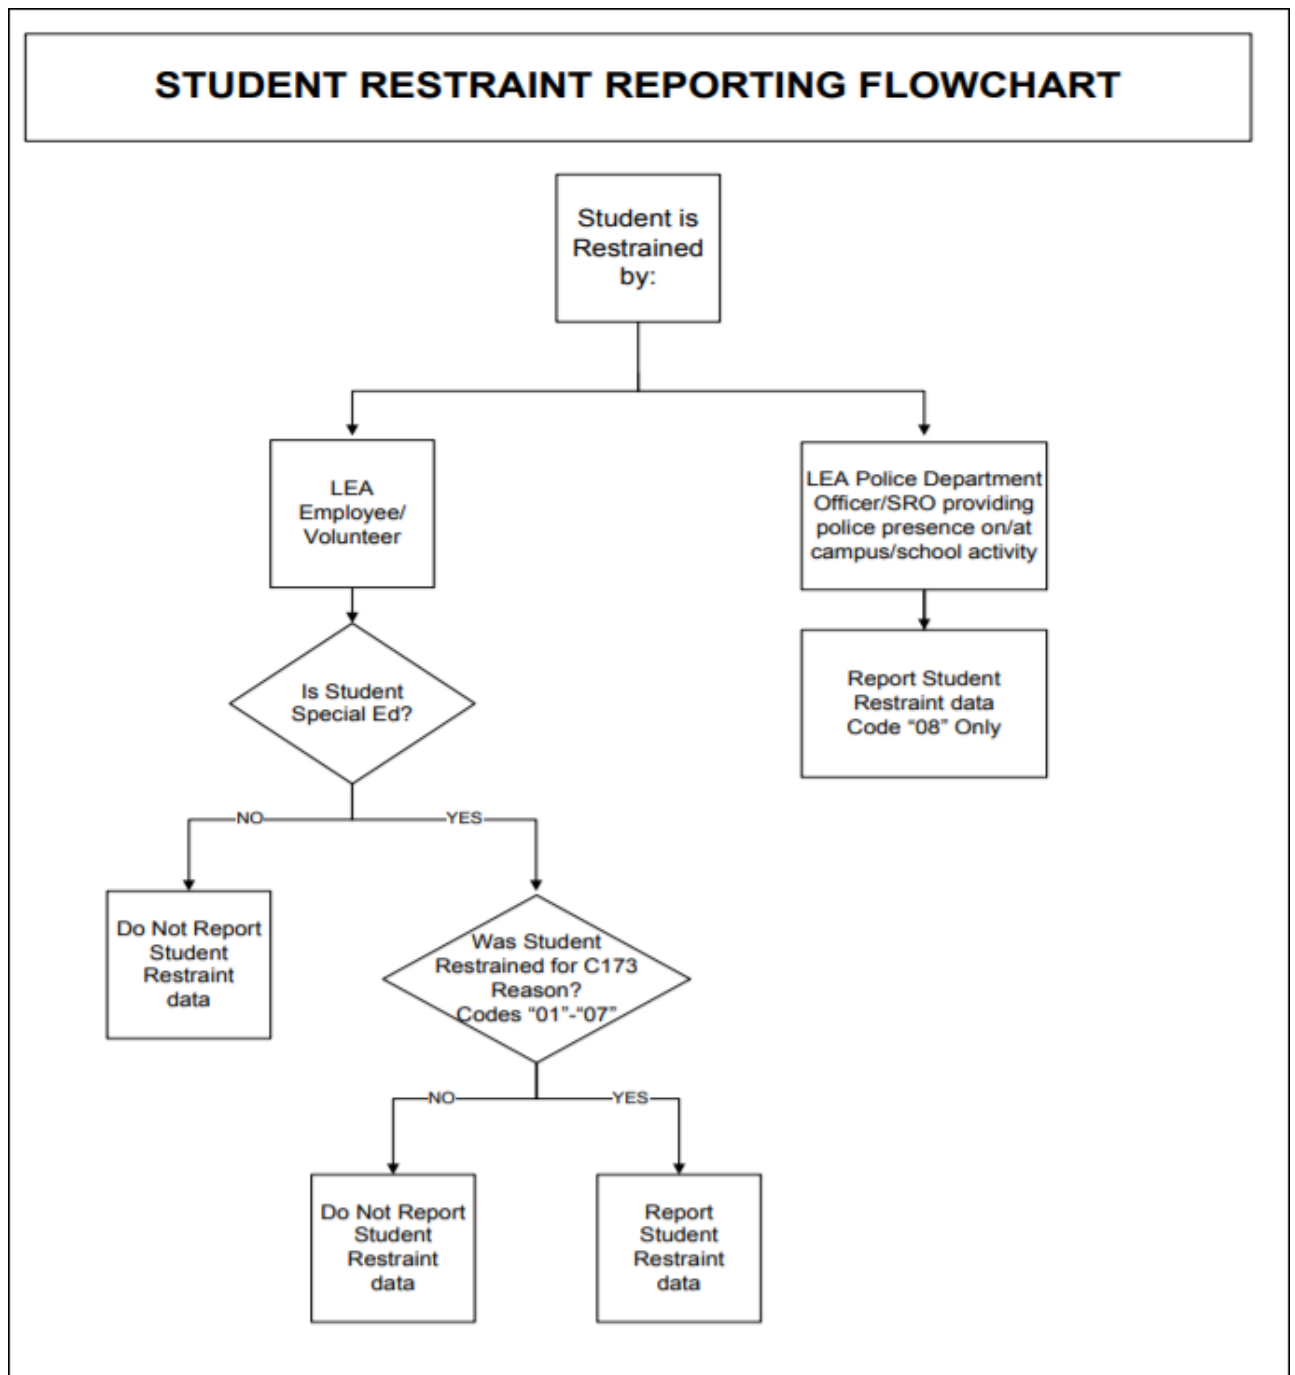 STUDENT RESTRAINT REPORTING FLOWCHART
Student is
Restrained
by:
LEA
Employee/
Volunteer
LEA Police Department
Officer/SRO providing
police presence on/at
campus/school activity
Is Student
Special Ed?
Report Student
Restraint data
Code “08” Only
NO
YES
Do Not Report
Student
Restraint
data
Was Student
Restrained for C173
Reason?
Codes “01”-“07”
NO
YES
Do Not Report
Student
Restraint
data
Report
Student
Restraint
data